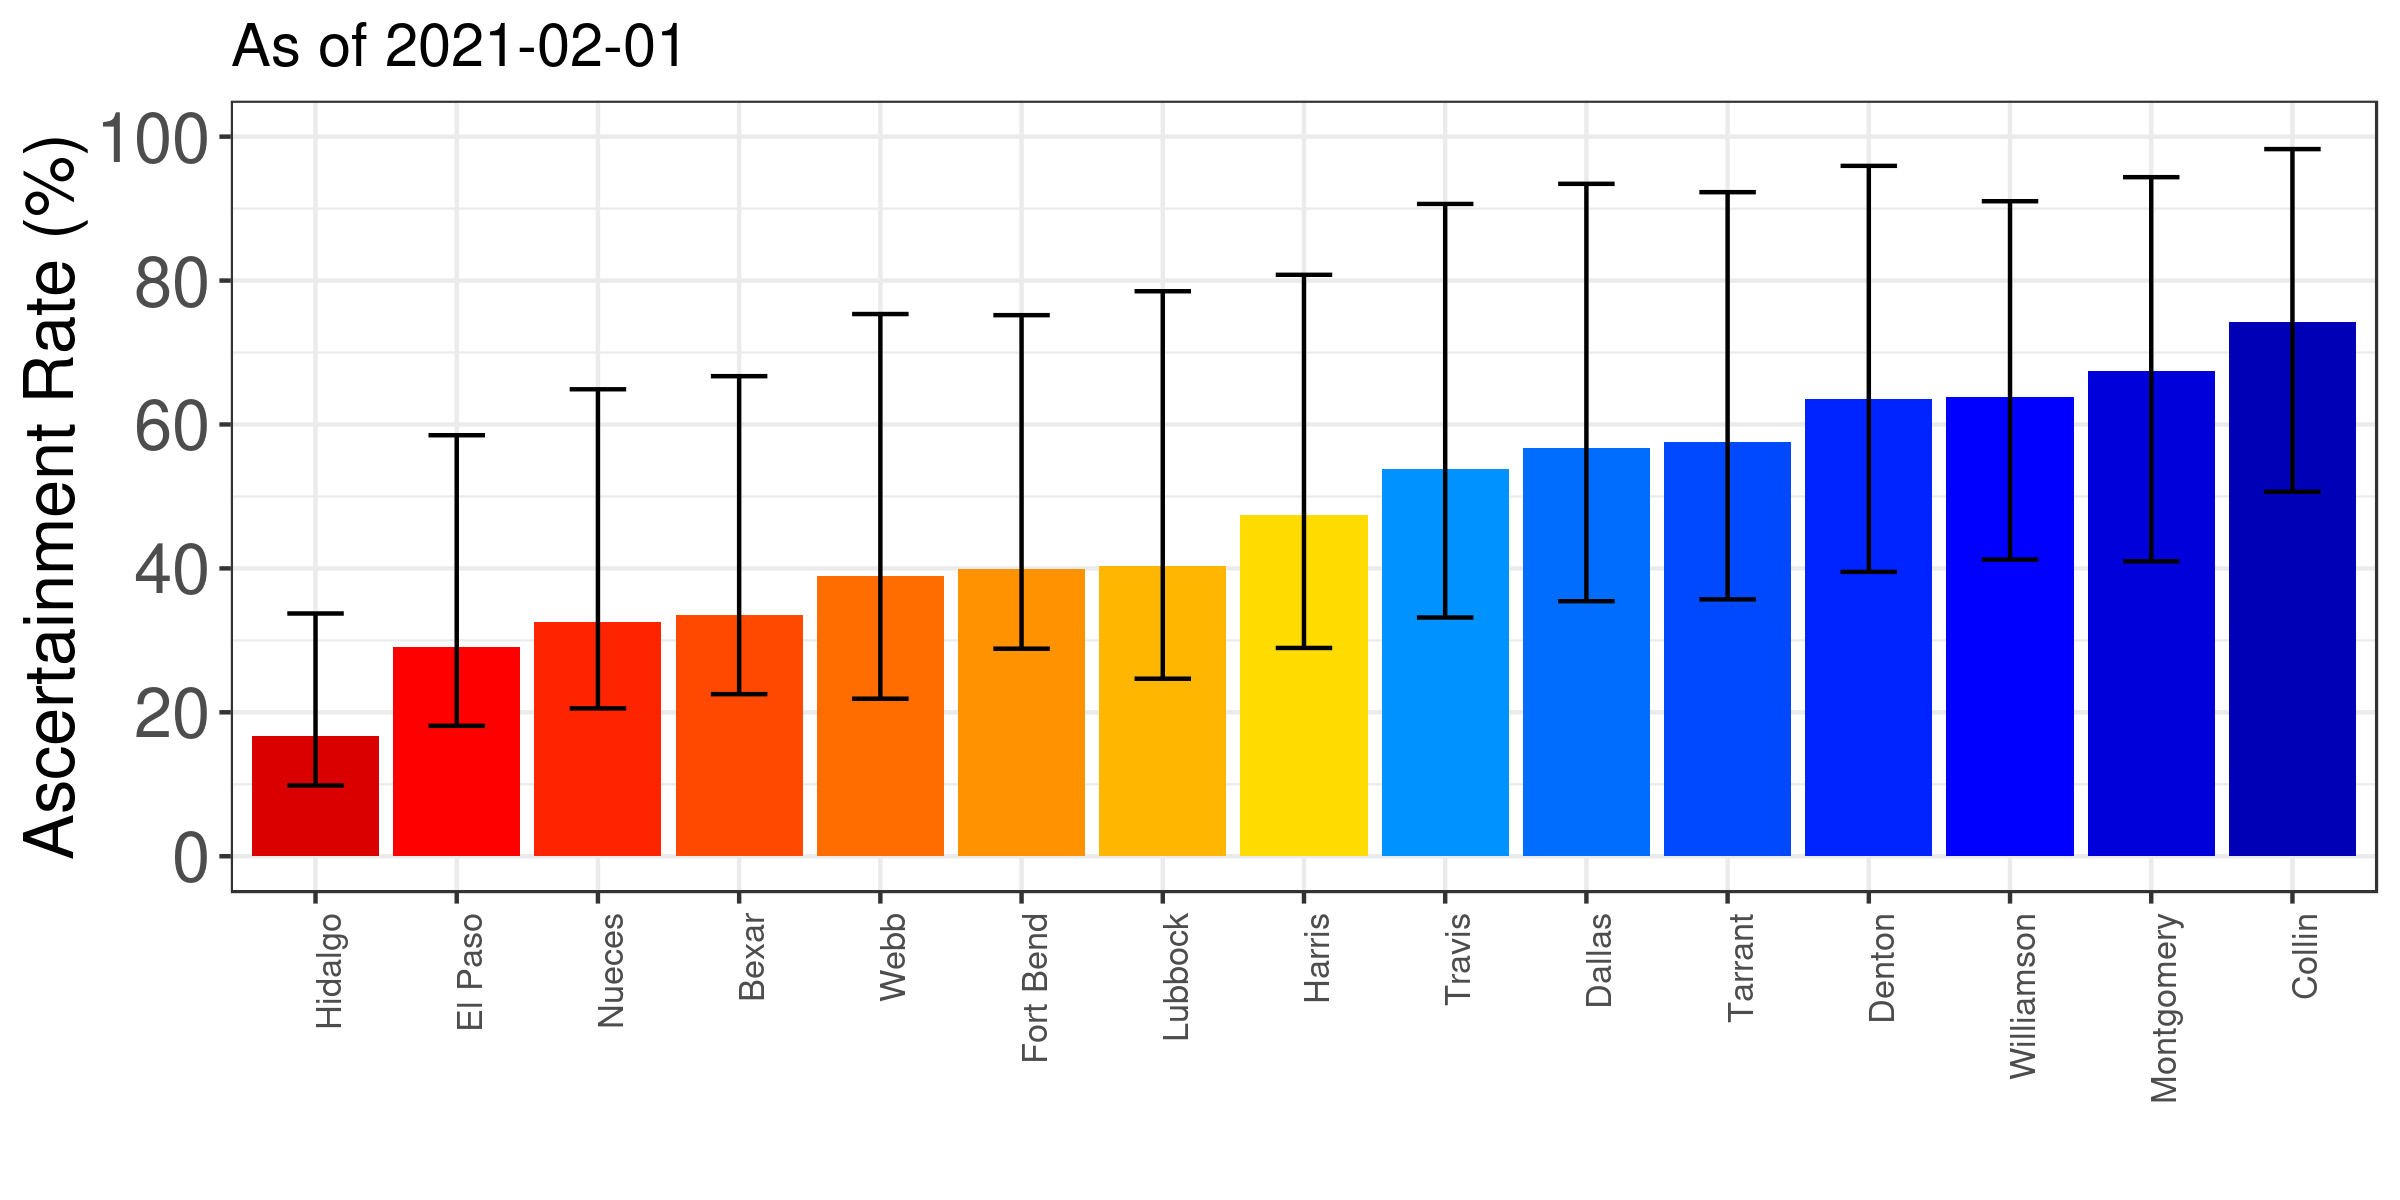 As of 2021-02-01
Ascertainment Rate (%)
100
80
60
40
20
0
Hidalgo
El Paso
Nueces
Bexar
Webb
Fort Bend
Lubbock
Harris
Travis
Dallas
Tarrant
Denton
Williamson
Montgomery
Collin